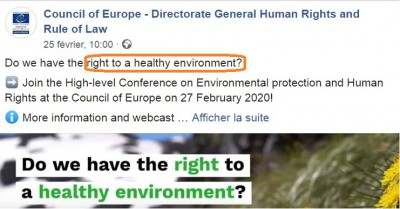 Council of Europe - Directorate General Human Rights and
Rule of Law
25 février, 10:00 ·
Do we have the right to a healthy environment?
➡ Join the High-level Conference on Environmental protection and Human
Rights at the Council of Europe on 27 February 2020!
ℹ More information and webcast … Afficher la suite
Do we have the right to
a healthy environment?